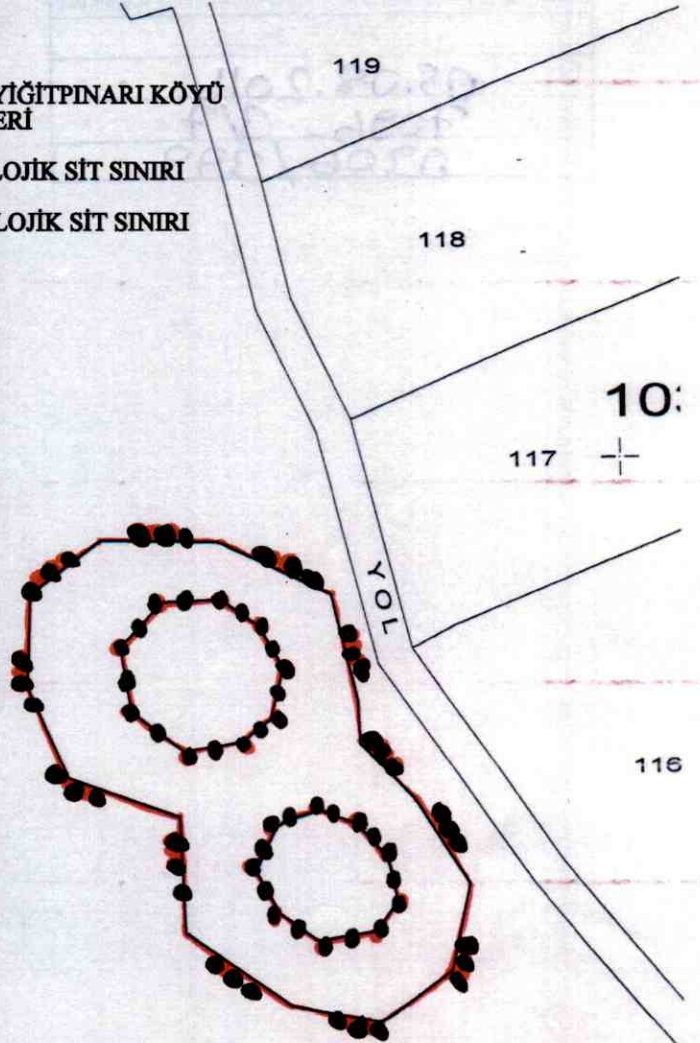 YİĞİTPINARI KÖYÜ
ERİ
LOJİK SİT SINIRI
LOJİK SİT SINIRI
119
118
10
117
YOL
116